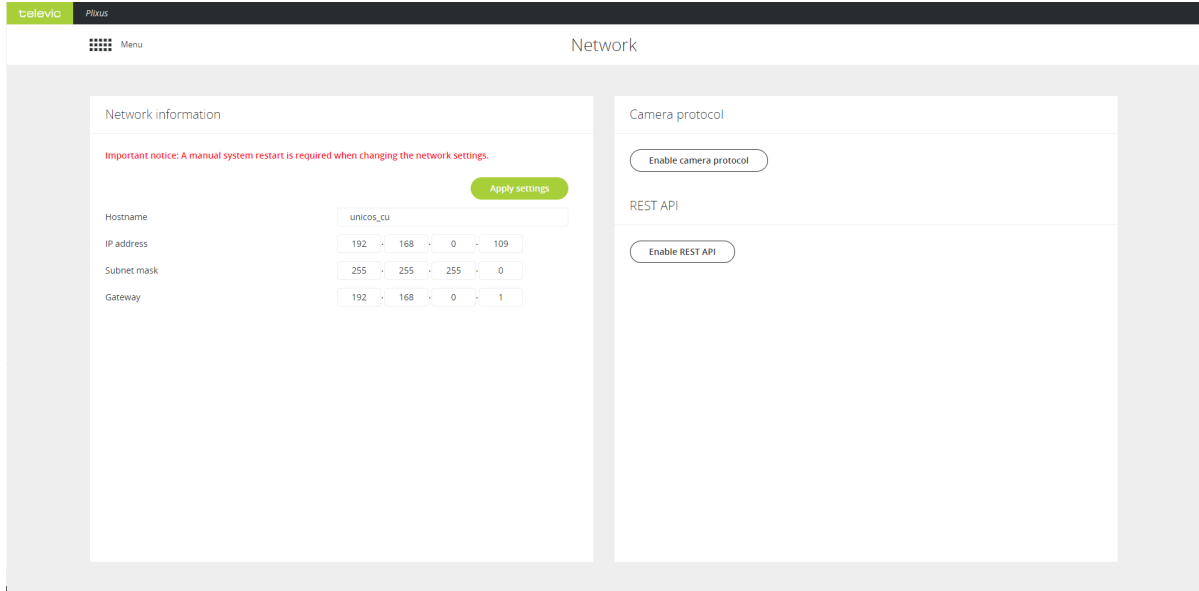 televic Plixus
Menu
Network
Network information
Important notice: A manual system restart is required when changing the network settings.
Apply settings
Hostname unicos_cu
IP address 192 . 168 . 0 . 109
Subnet mask 255 . 255 . 255 . 0
Gateway 192 . 168 . 0 . 1
Camera protocol
Enable camera protocol
REST API
Enable REST API